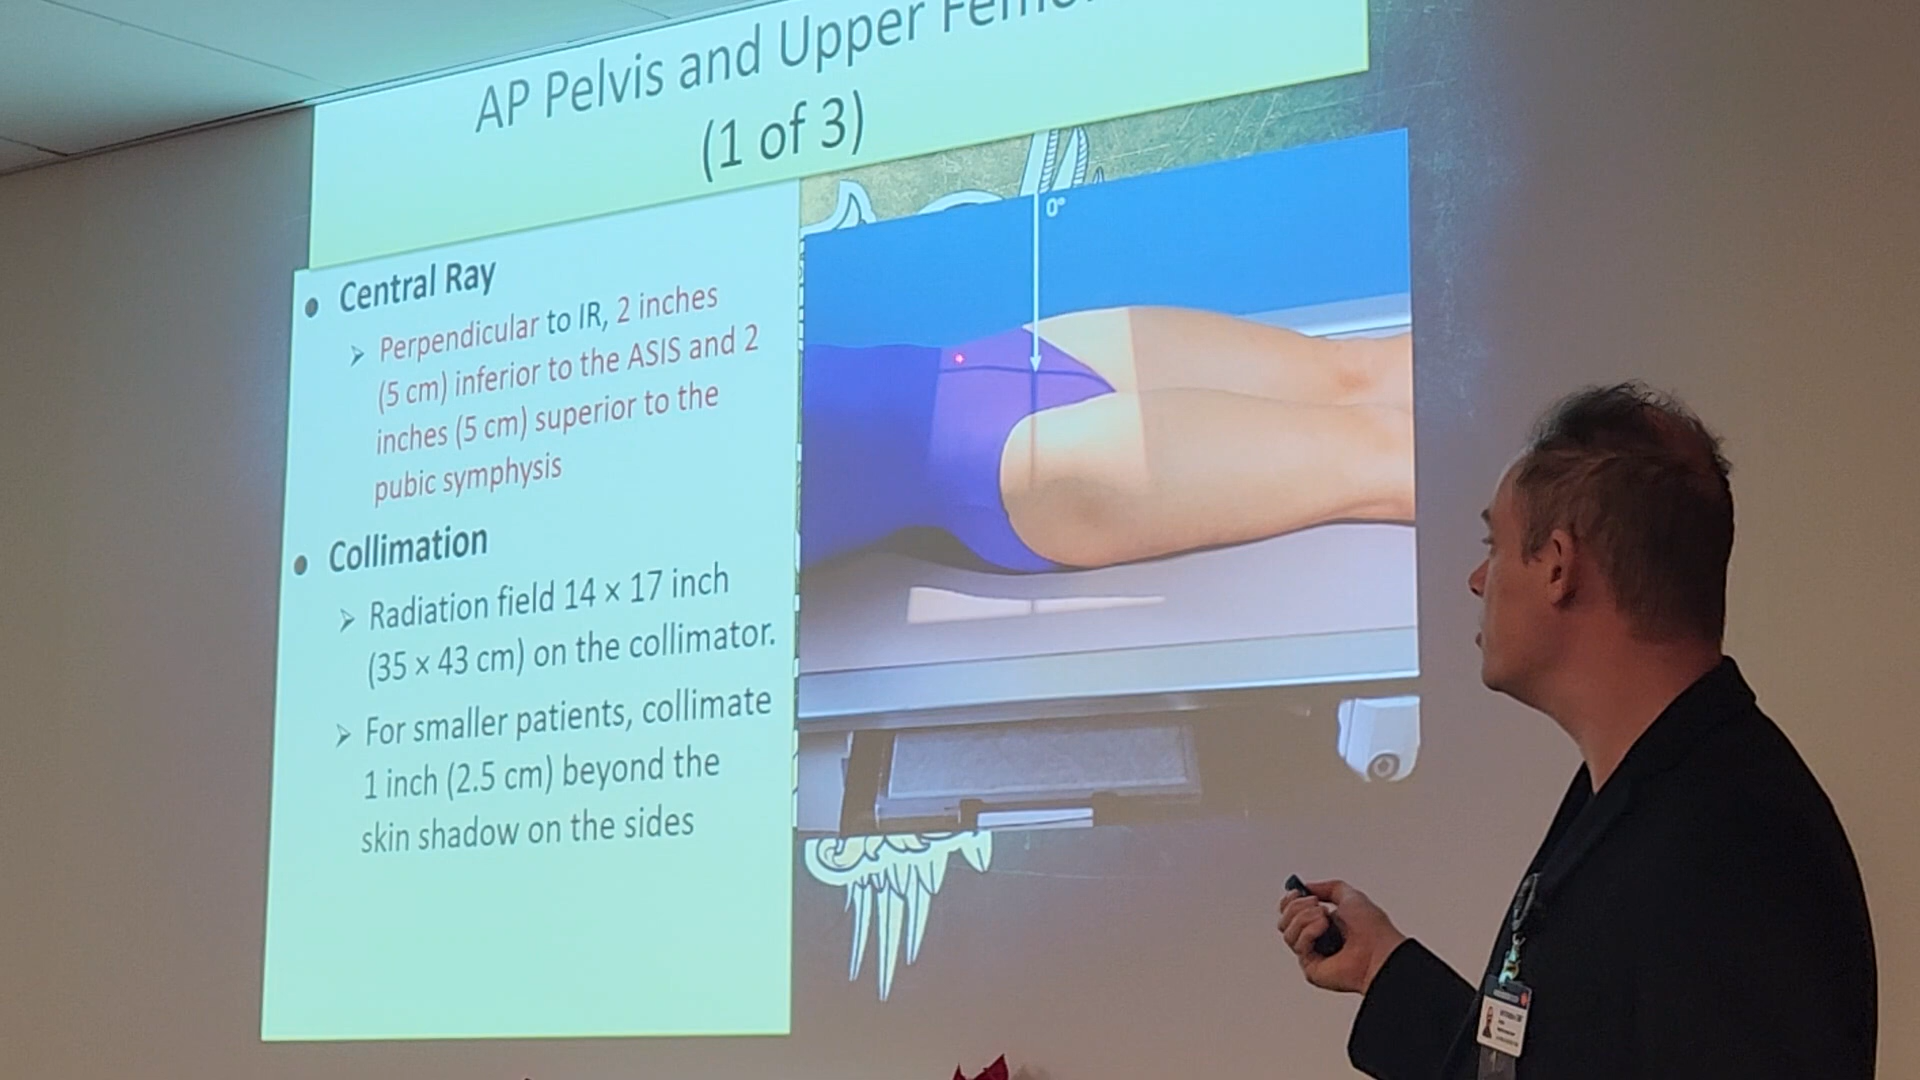 AP Pelvis and Upper
(1 of 3)
• Central Ray
➢ Perpendicular to IR, 2 inches
(5 cm) inferior to the ASIS and 2
inches (5 cm) superior to the
pubic symphysis
• Collimation
➢ Radiation field 14 × 17 inch
(35 × 43 cm) on the collimator.
➢ For smaller patients, collimate
1 inch (2.5 cm) beyond the
skin shadow on the sides
0°